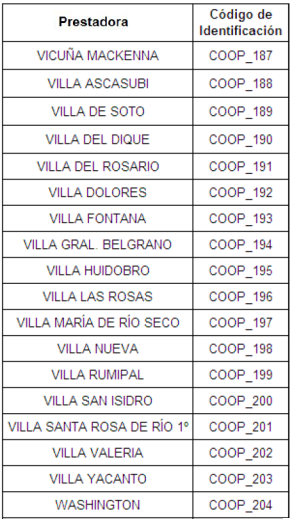 Prestadora Código de Identificación
VICUÑA MACKENNA COOP_187
VILLA ASCASUBI COOP_188
VILLA DE SOTO COOP_189
VILLA DEL DIQUE COOP_190
VILLA DEL ROSARIO COOP_191
VILLA DOLORES COOP_192
VILLA FONTANA COOP_193
VILLA GRAL. BELGRANO COOP_194
VILLA HUIDOBRO COOP_195
VILLA LAS ROSAS COOP_196
VILLA MARÍA DE RÍO SECO COOP_197
VILLA NUEVA COOP_198
VILLA RUMIPAL COOP_199
VILLA SAN ISIDRO COOP_200
VILLA SANTA ROSA DE RÍO 1º COOP_201
VILLA VALERIA COOP_202
VILLA YACANTO COOP_203
WASHINGTON COOP_204